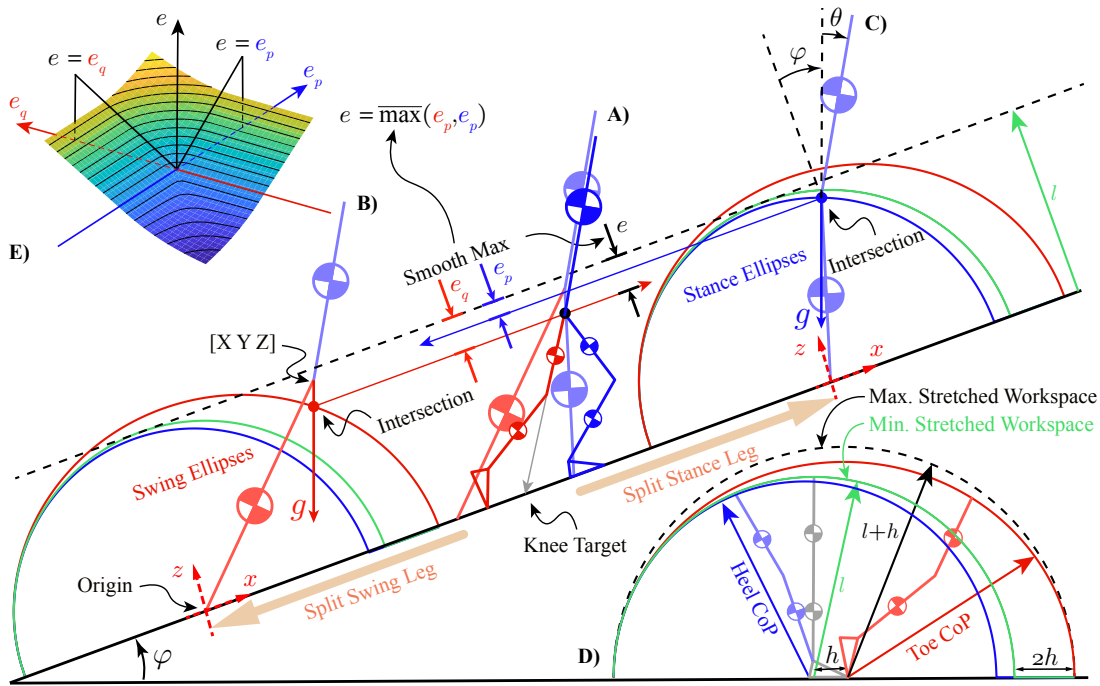 e
e = e_q
e = e_p
e_q
e_p
E)
e = max(e_p,e_p)
A)
B)
C)
θ
φ
Smooth Max
e
e_q
e_p
l
Stance Ellipses
Intersection
g
z
x
[X Y Z]
Intersection
Swing Ellipses
g
Origin
z
x
φ
Split Swing Leg
Split Stance Leg
Knee Target
Max. Stretched Workspace
Min. Stretched Workspace
D)
Heel CoP
l
l+h
Toe CoP
h
2h